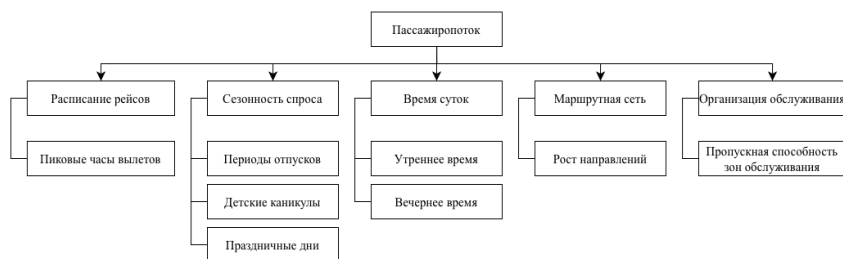 Пассажиропоток
Расписание рейсов
Сезонность спроса
Время суток
Маршрутная сеть
Организация обслуживания
Пиковые часы вылетов
Периоды отпусков
Утреннее время
Рост направлений
Пропускная способность
зон обслуживания
Детские каникулы
Вечернее время
Праздничные дни